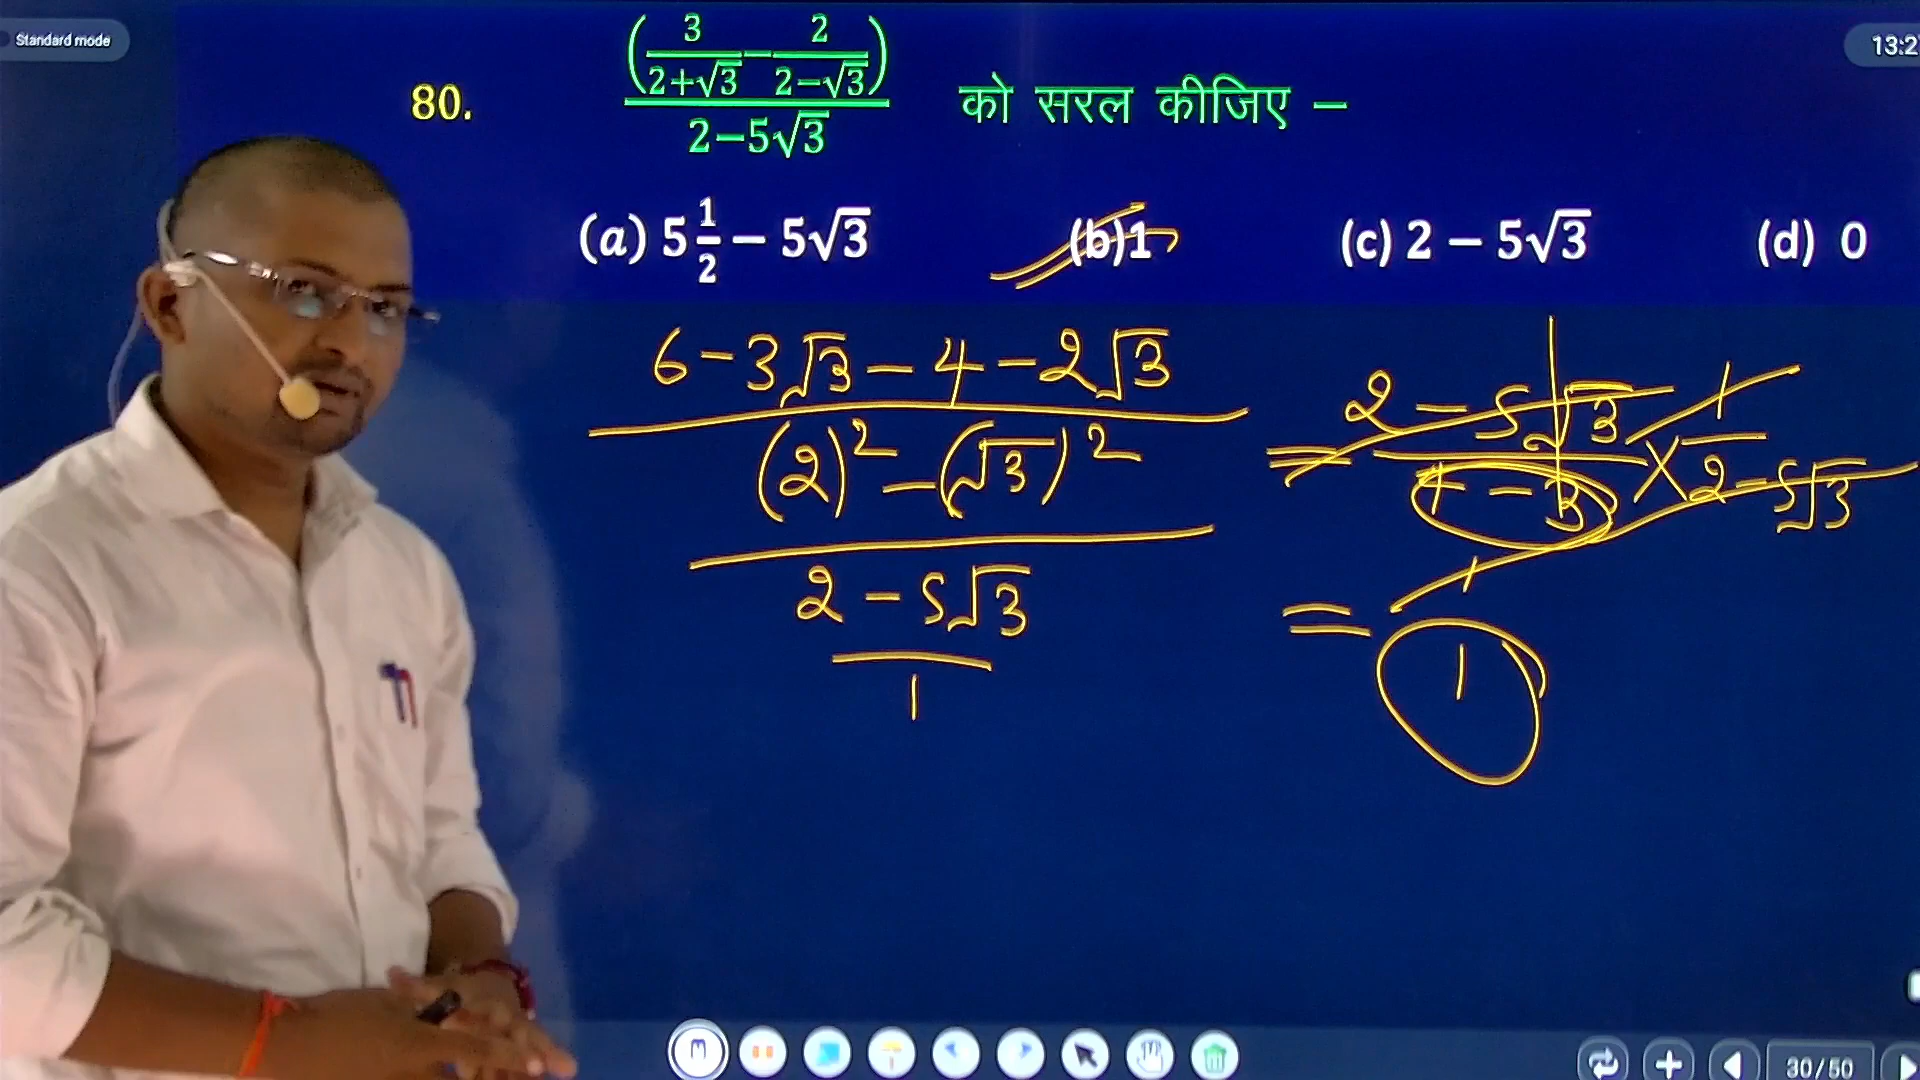 Standard mode
13:2
80. ((3/(2+√3)) − (2/(2−√3))) / (2−5√3) को सरल कीजिए −
(a) 5 1/2 − 5√3 (b) 1 (c) 2 − 5√3 (d) 0
6 − 3√3 − 4 − 2√3
(2)² − (√3)²
2 − 5√3
1
= (2 − 5√3)/(4 − 3) × 1/(2 − 5√3)
1
= 1
30/50